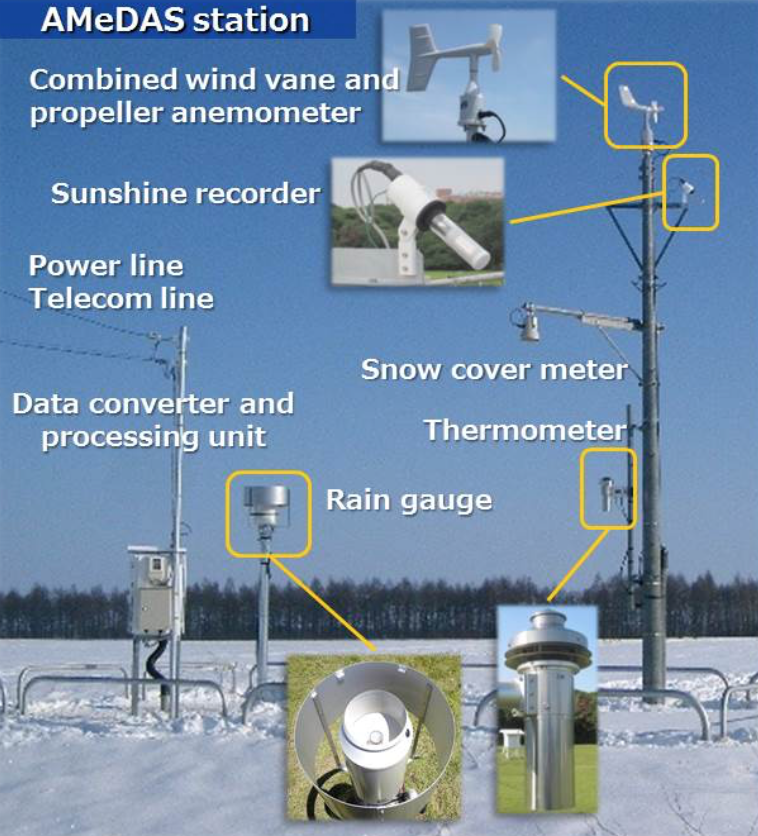 AMeDAS station
Combined wind vane and
propeller anemometer
Sunshine recorder
Power line
Telecom line
Snow cover meter
Data converter and
processing unit
Thermometer
Rain gauge